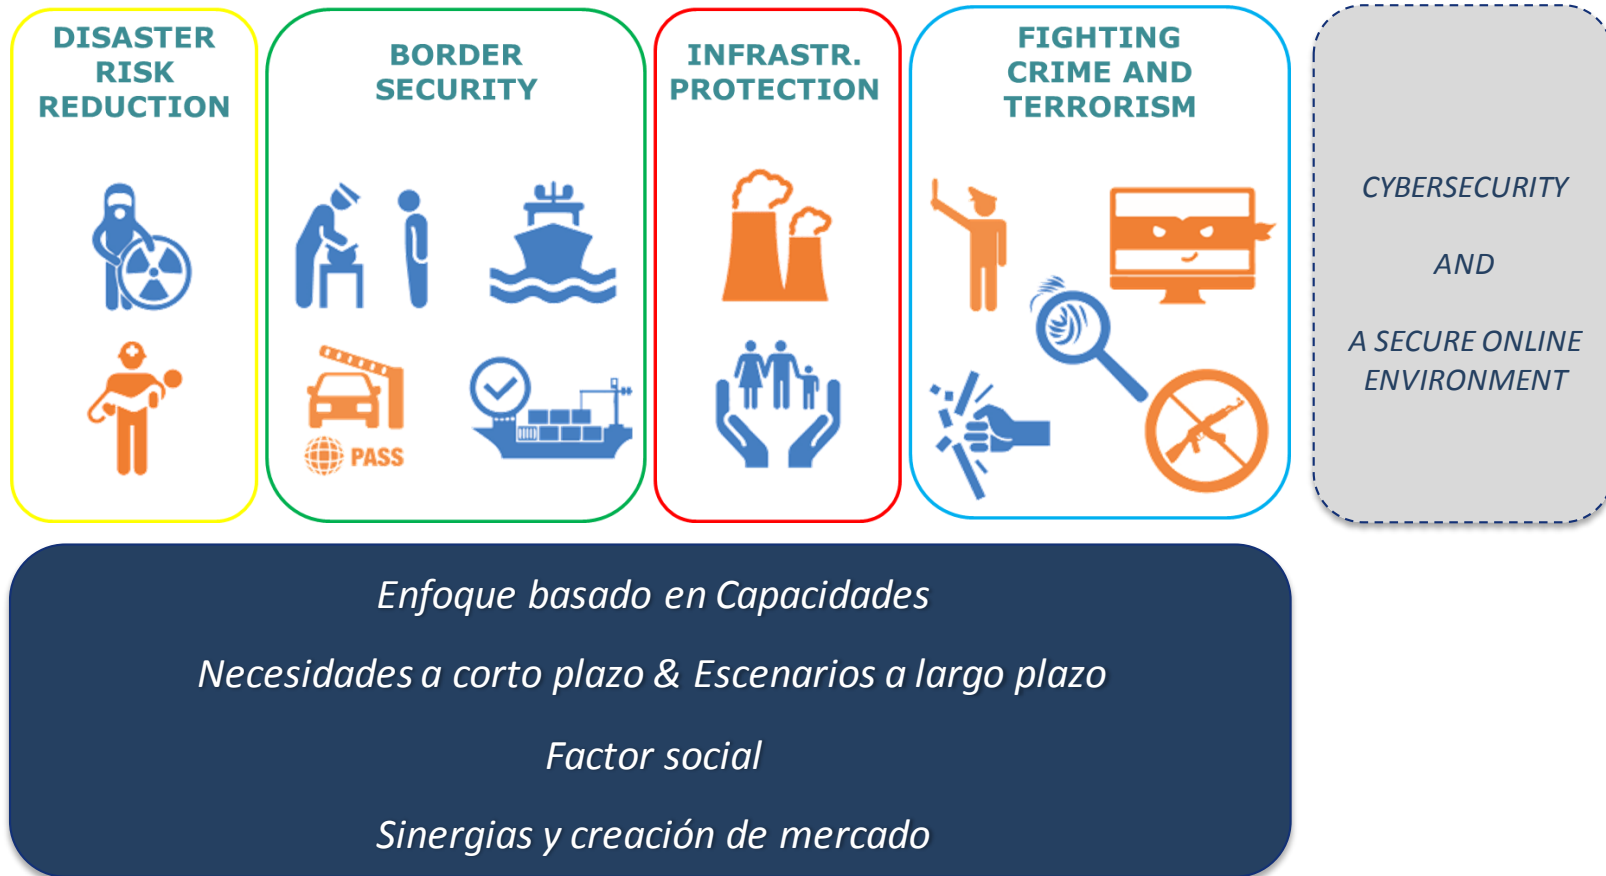 DISASTER
RISK
REDUCTION
BORDER
SECURITY
INFRASTR.
PROTECTION
FIGHTING
CRIME AND
TERRORISM
PASS
CYBERSECURITY
AND
A SECURE ONLINE
ENVIRONMENT
Enfoque basado en Capacidades
Necesidades a corto plazo & Escenarios a largo plazo
Factor social
Sinergias y creación de mercado